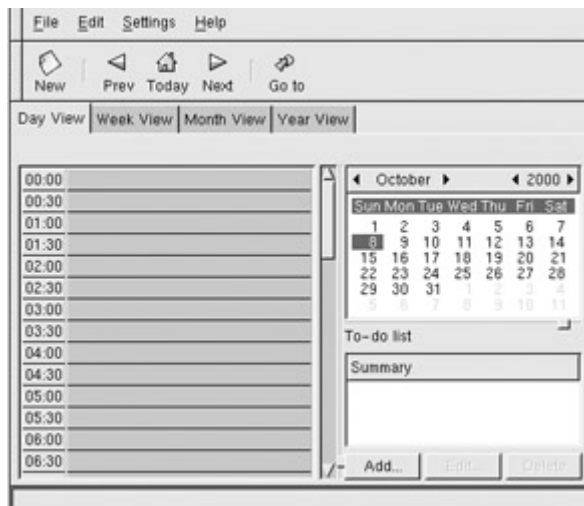 File Edit Settings Help
New Prev Today Next Go to
Day View Week View Month View Year View
00:00
00:30
01:00
01:30
02:00
02:30
03:00
03:30
04:00
04:30
05:00
05:30
06:00
06:30
October 2000
Sun Mon Tue Wed Thu Fri Sat
1 2 3 4 5 6 7
8 9 10 11 12 13 14
15 16 17 18 19 20 21
22 23 24 25 26 27 28
29 30 31 1 2 3 4
5 6 7 8 9 10 11
To-do list
Summary
Add... Edit... Delete